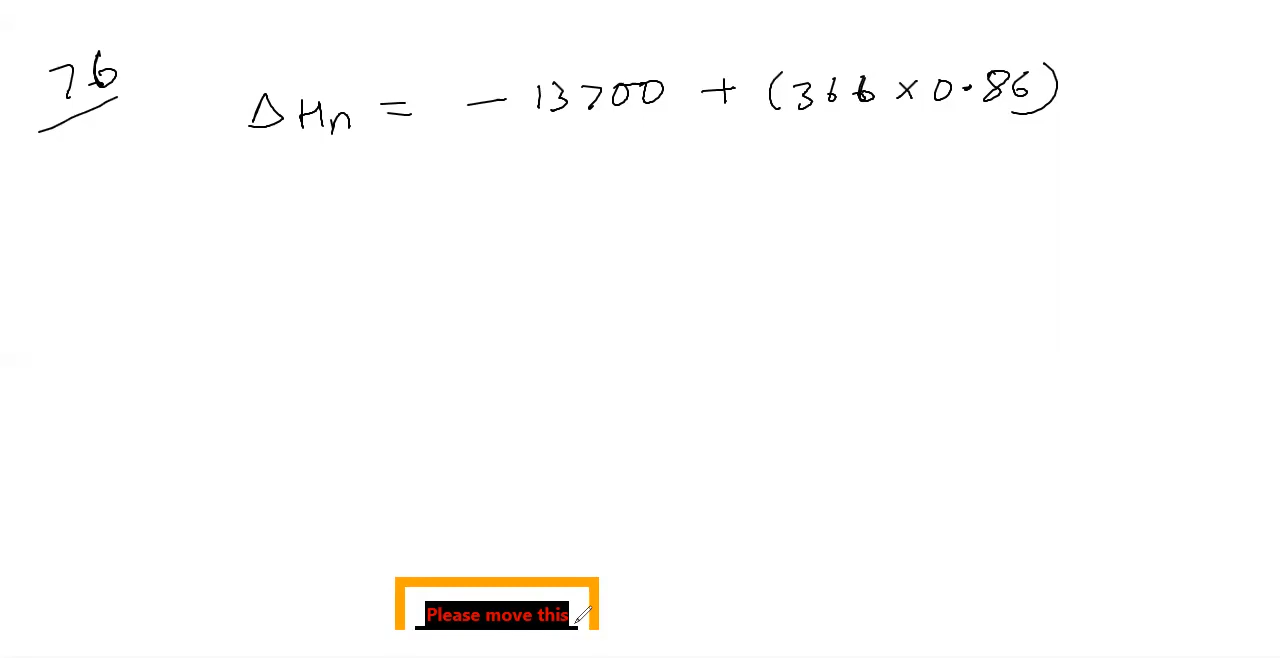 76
ΔHn = - 13700 + (366 × 0.86)
Please move this